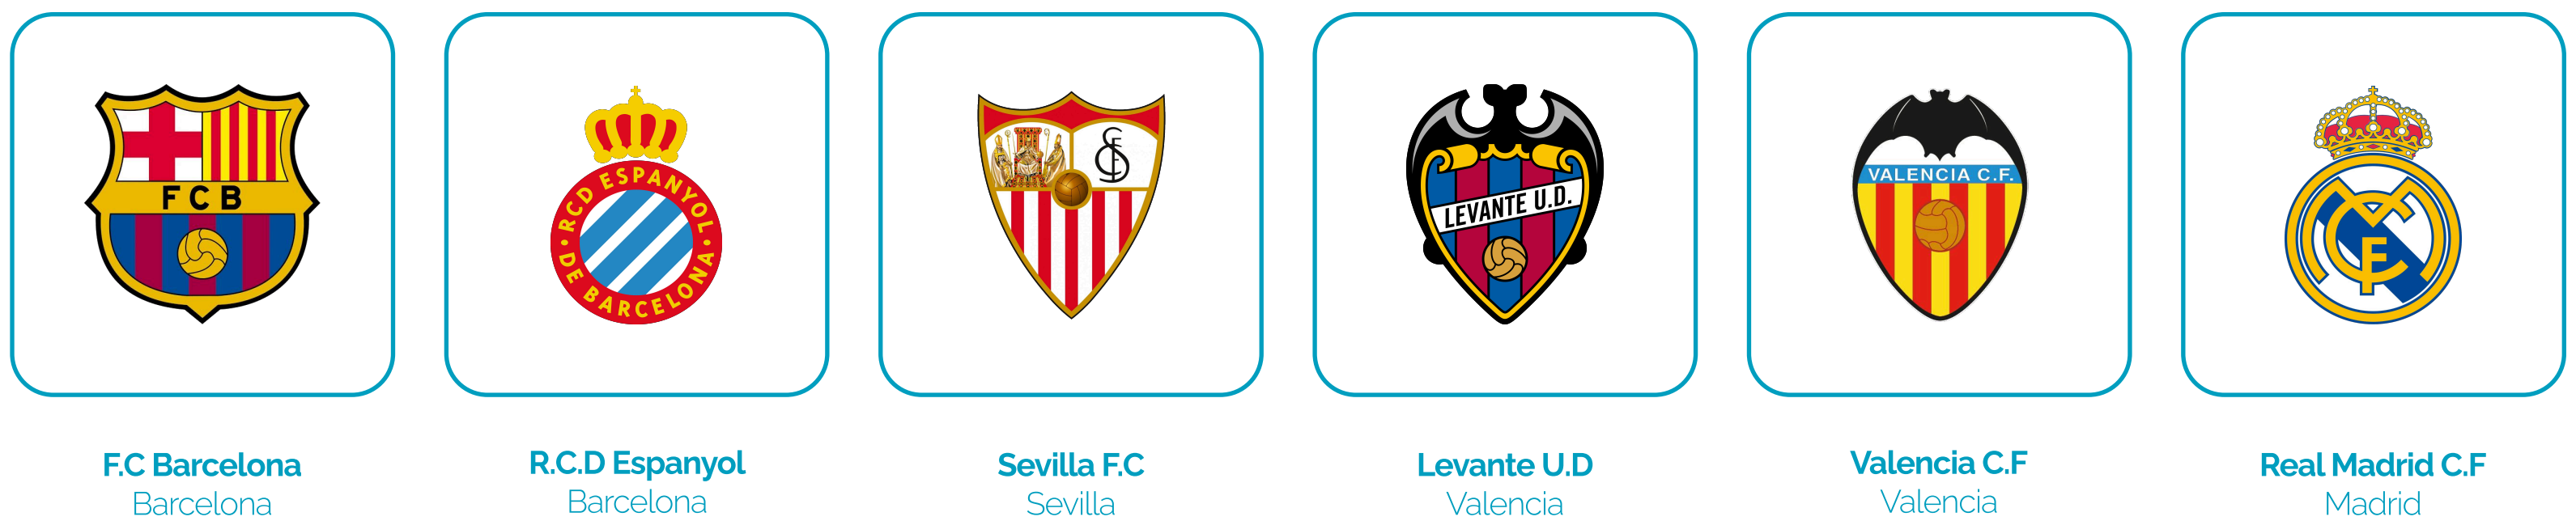 FCB
RCD ESPANYOL
DE BARCELONA
LEVANTE U.D.
VALENCIA C.F.
F.C Barcelona
Barcelona
R.C.D Espanyol
Barcelona
Sevilla F.C
Sevilla
Levante U.D
Valencia
Valencia C.F
Valencia
Real Madrid C.F
Madrid